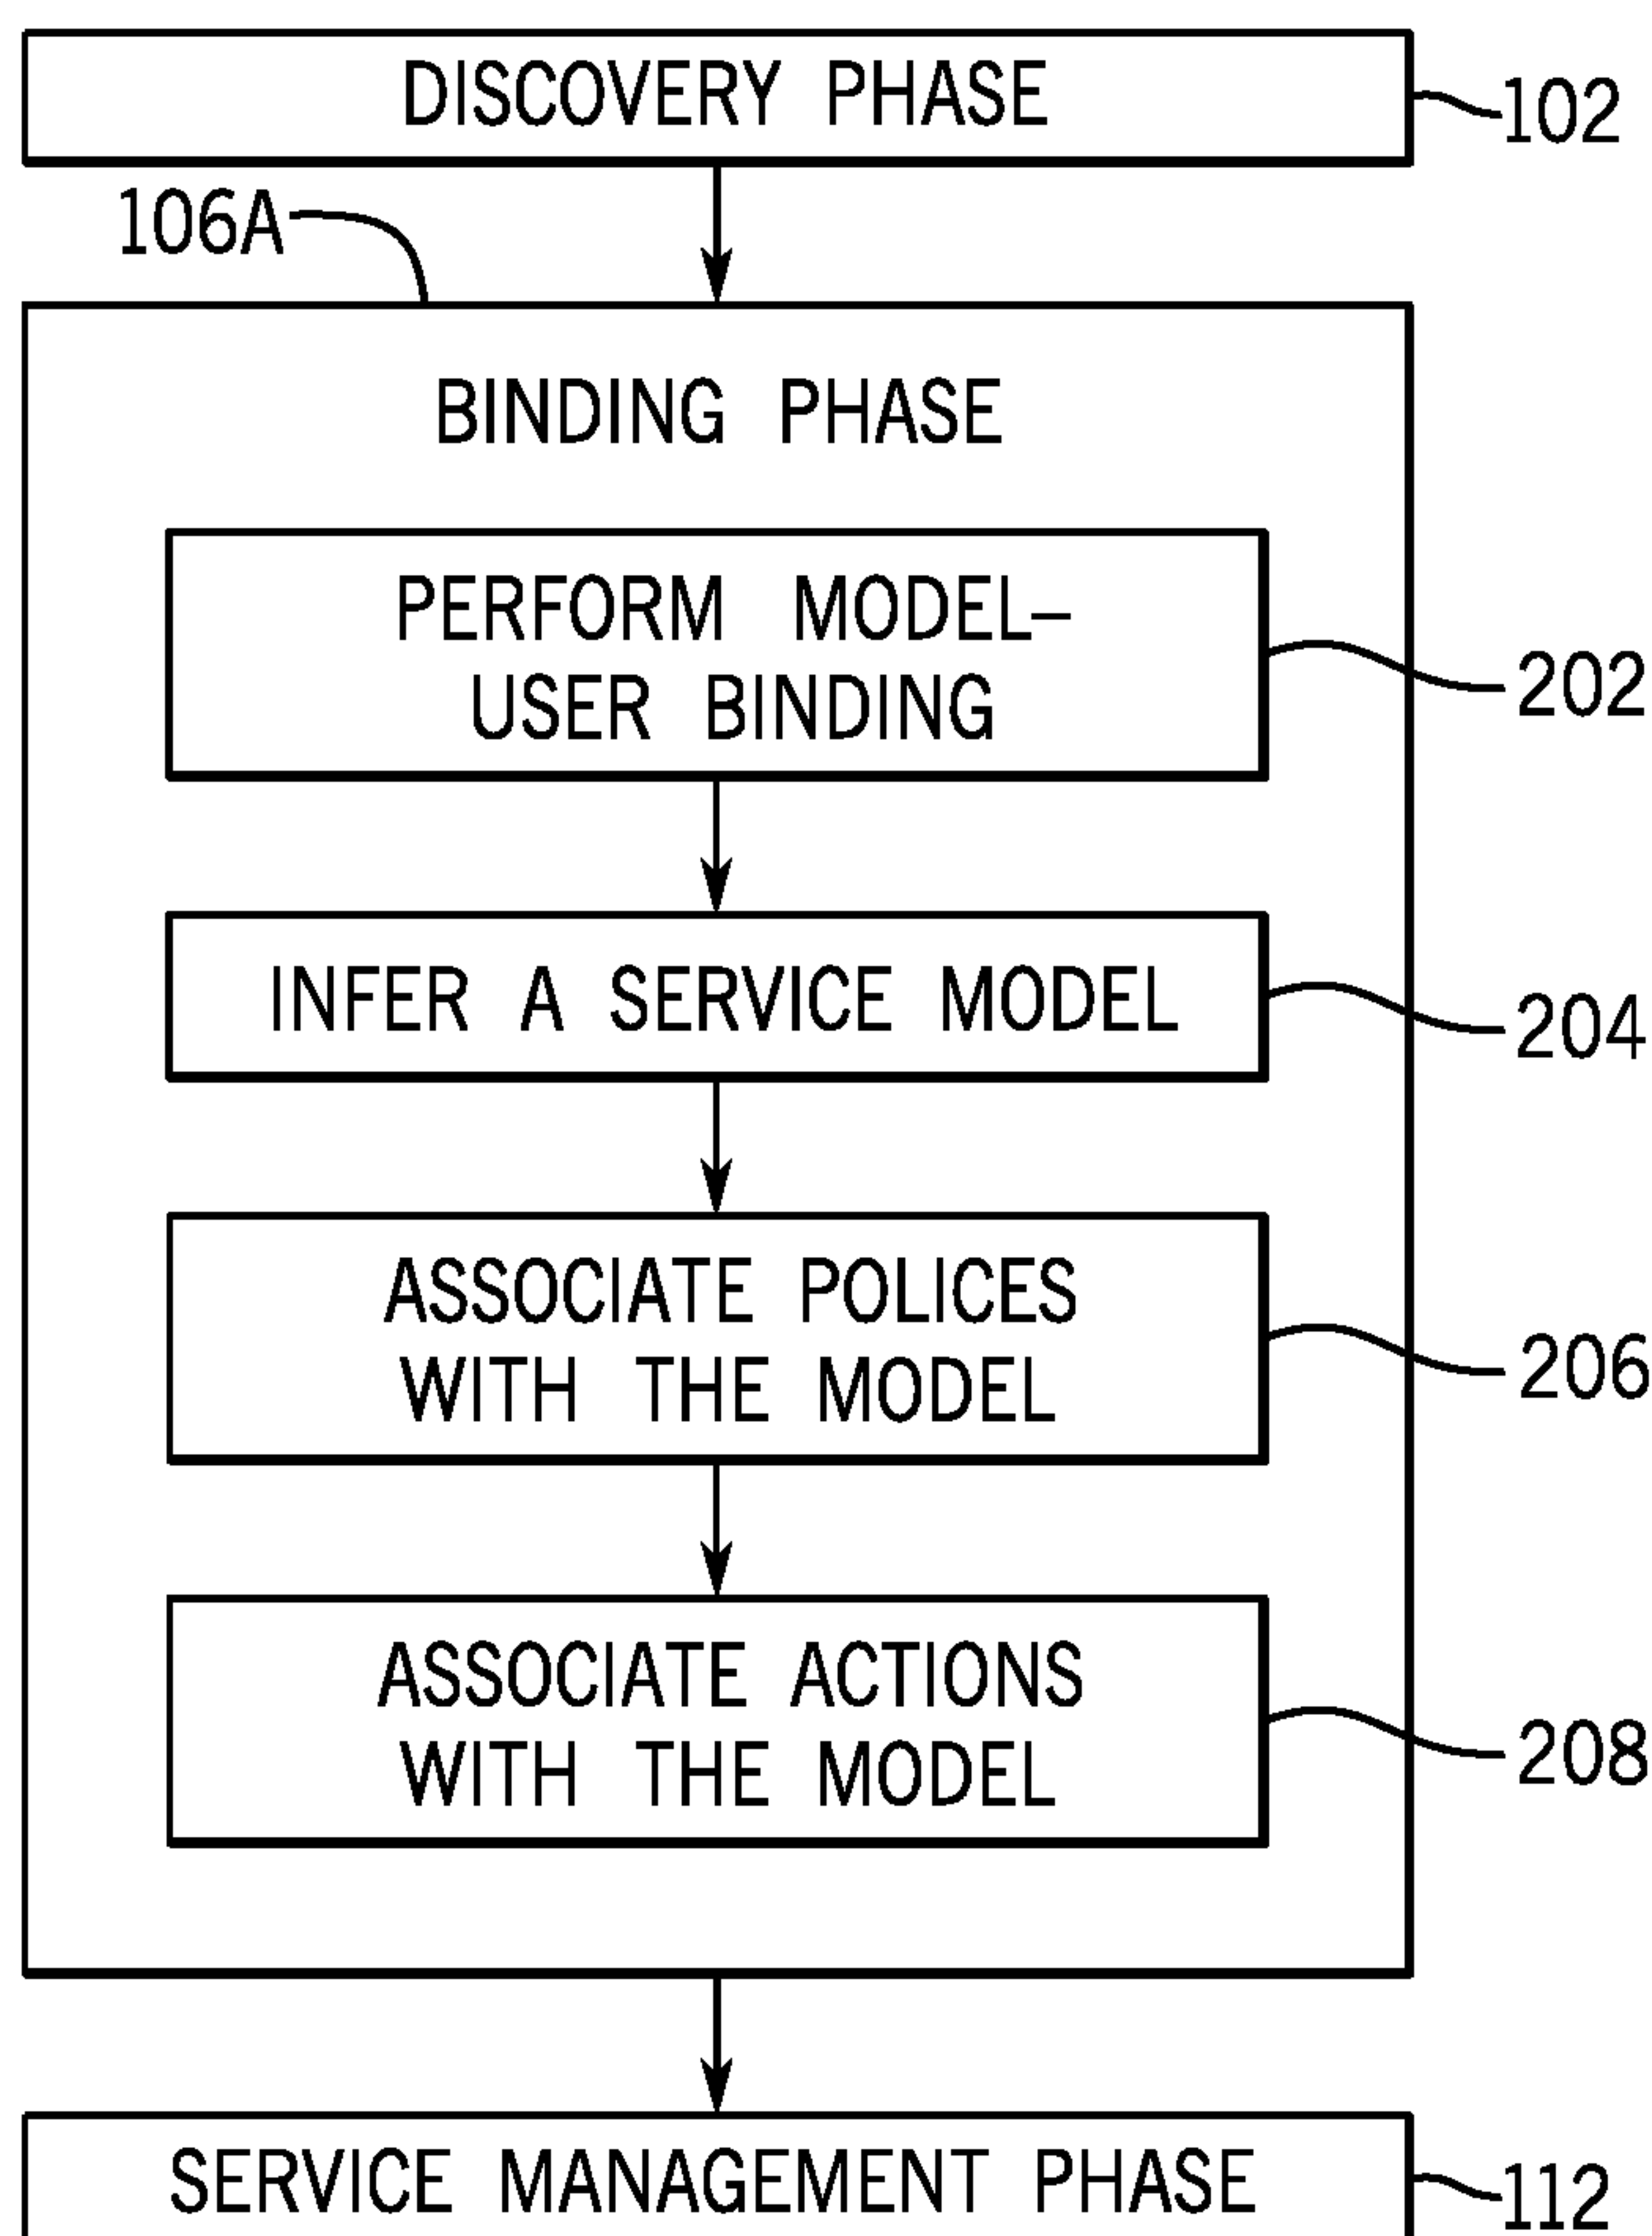 DISCOVERY PHASE
102
106A
BINDING PHASE
PERFORM MODEL–
USER BINDING
202
INFER A SERVICE MODEL
204
ASSOCIATE POLICES
WITH THE MODEL
206
ASSOCIATE ACTIONS
WITH THE MODEL
208
SERVICE MANAGEMENT PHASE
112